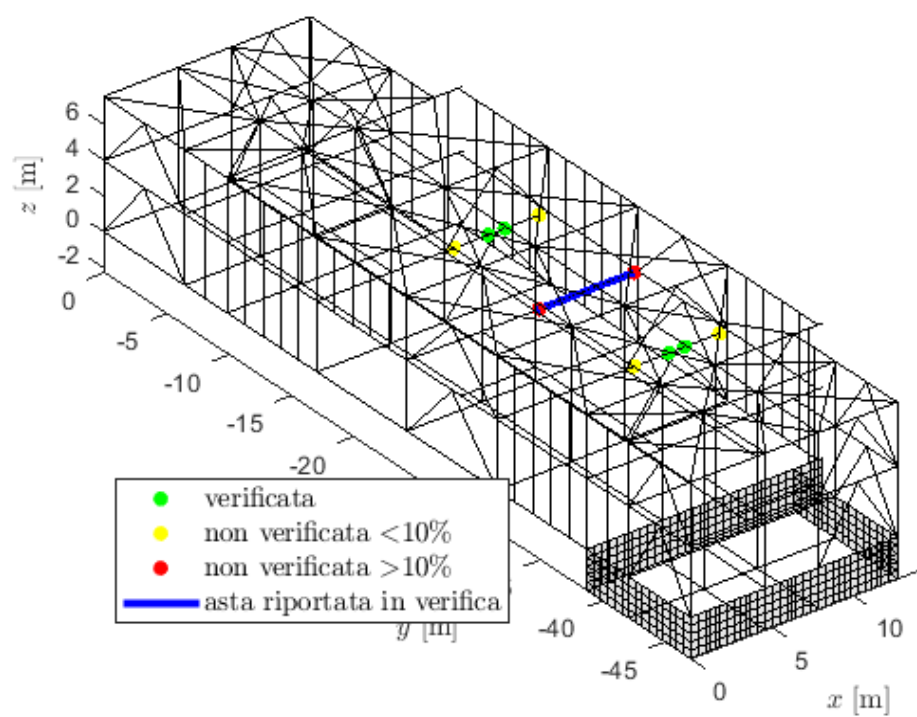 6
4
2
0
-2
z [m]
0
-5
-10
-15
-20
-40
-45
y [m]
0
5
10
x [m]
verificata
non verificata <10%
non verificata >10%
asta riportata in verifica